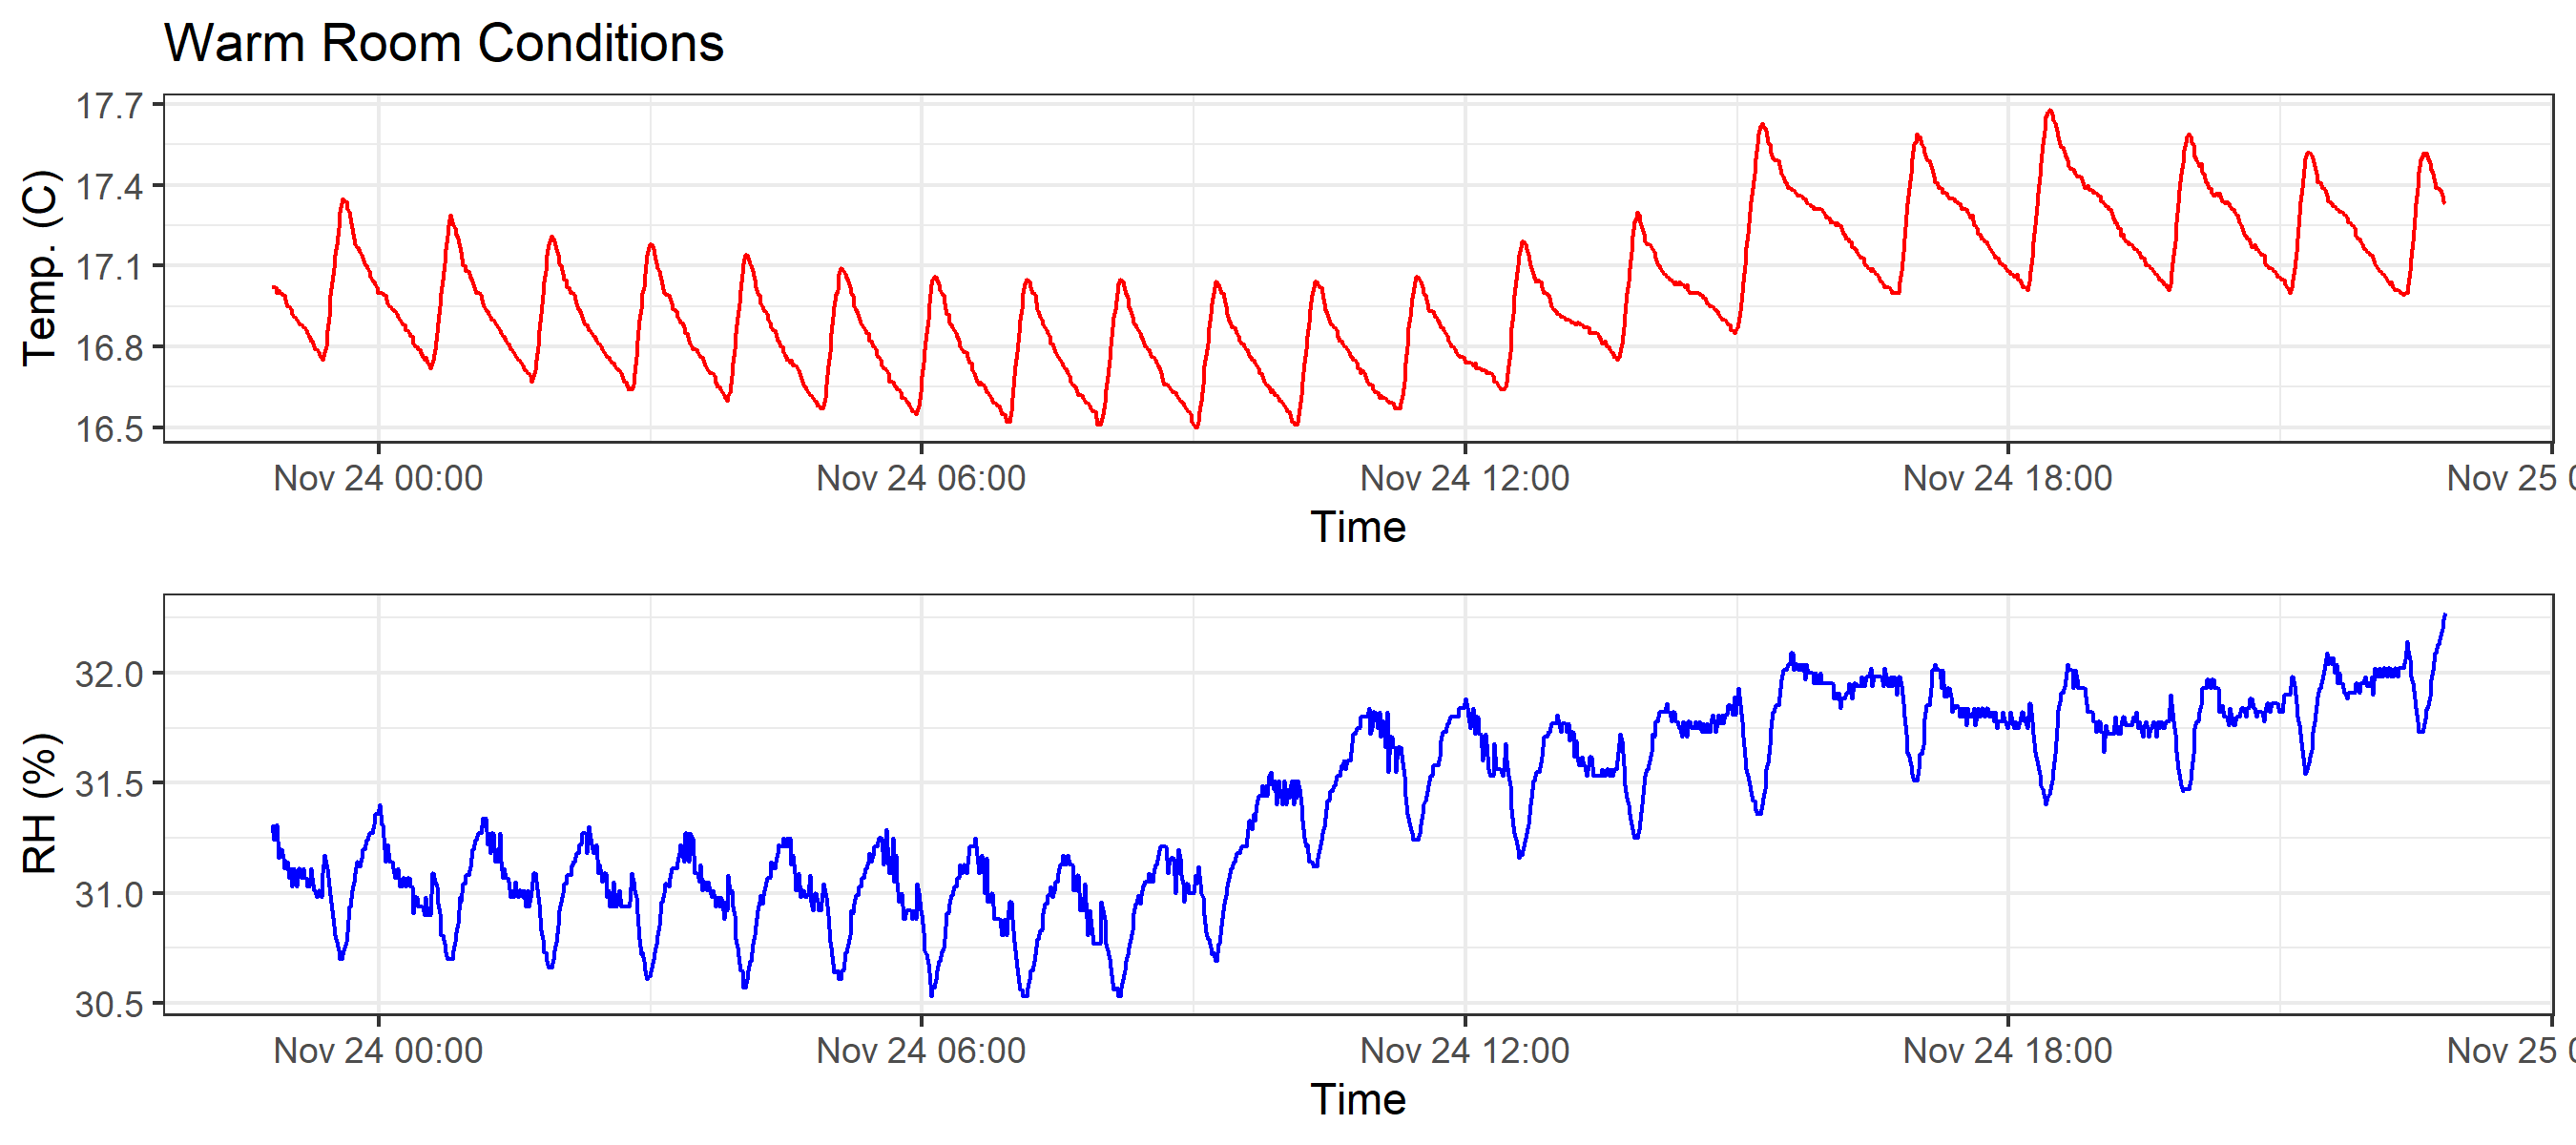 Warm Room Conditions
17.7
17.4
17.1
16.8
16.5
Temp. (C)
Nov 24 00:00 Nov 24 06:00 Nov 24 12:00 Nov 24 18:00 Nov 25 0
Time
32.0
31.5
31.0
30.5
RH (%)
Nov 24 00:00 Nov 24 06:00 Nov 24 12:00 Nov 24 18:00 Nov 25 0
Time